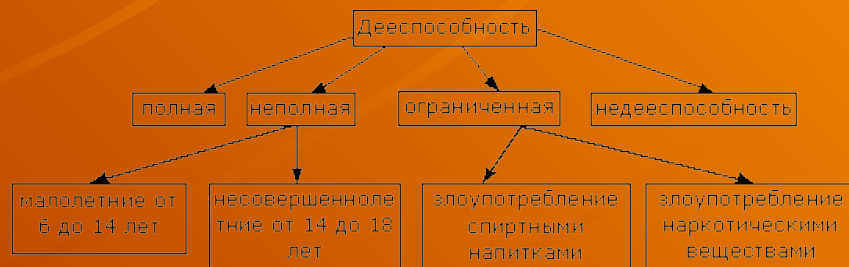 Дееспособность
полная
неполная
ограниченная
недееспособность
малолетние от
6 до 14 лет
несовершенноле
тние от 14 до 18
лет
злоупотребление
спиртными
напитками
злоупотребление
наркотическими
веществами